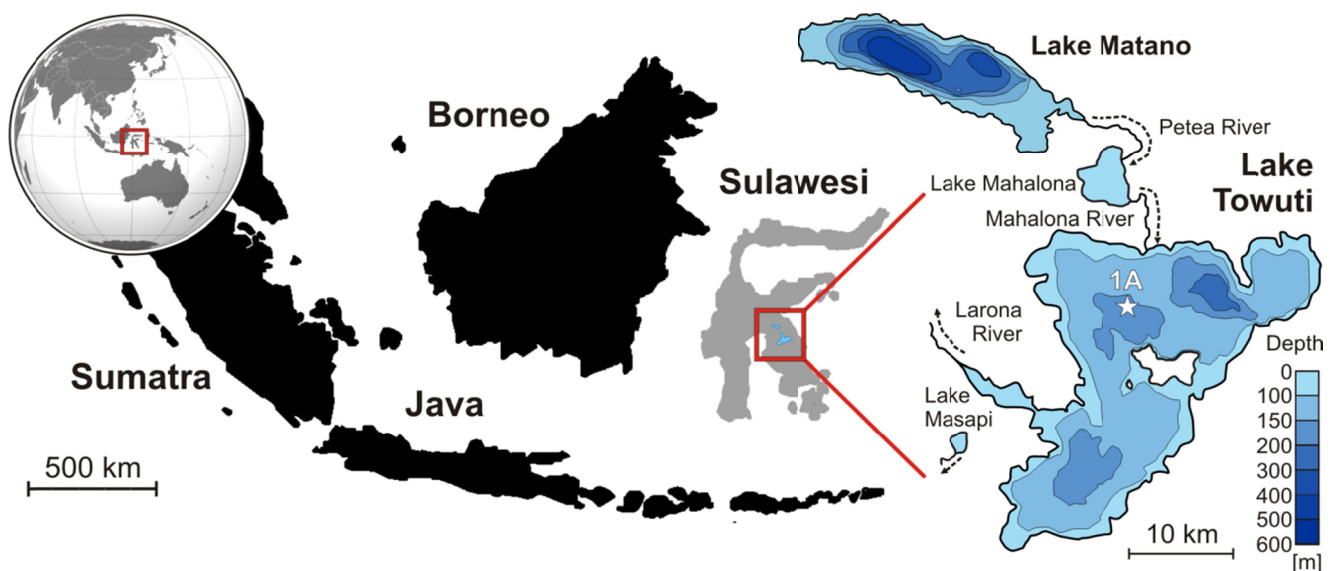 Borneo
Sumatra
Java
Sulawesi
500 km
Lake Matano
Petea River
Lake Mahalona
Mahalona River
Lake
Towuti
1A
Larona
River
Lake
Masapi
Depth
0
100
150
200
300
400
500
600
[m]
10 km